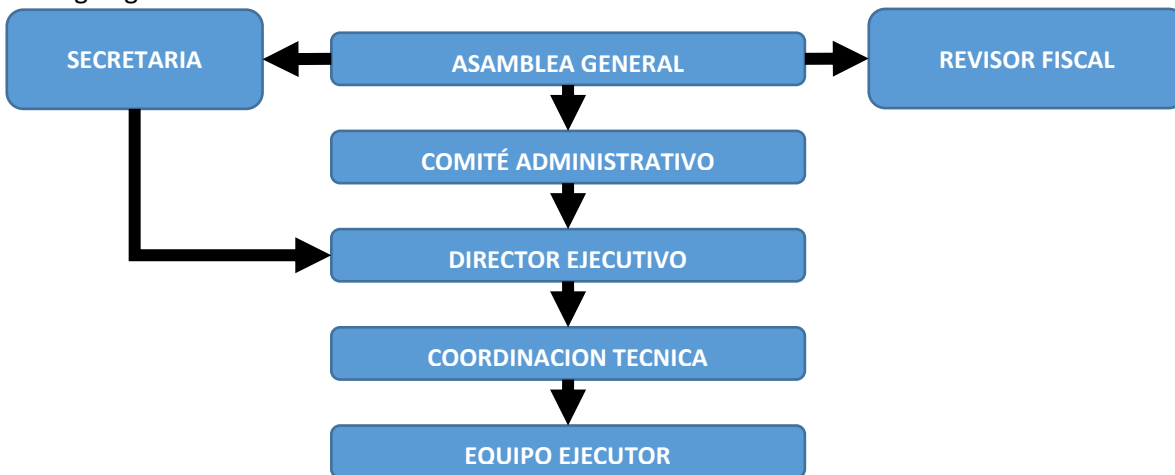 SECRETARIA
ASAMBLEA GENERAL
REVISOR FISCAL
COMITÉ ADMINISTRATIVO
DIRECTOR EJECUTIVO
COORDINACION TECNICA
EQUIPO EJECUTOR